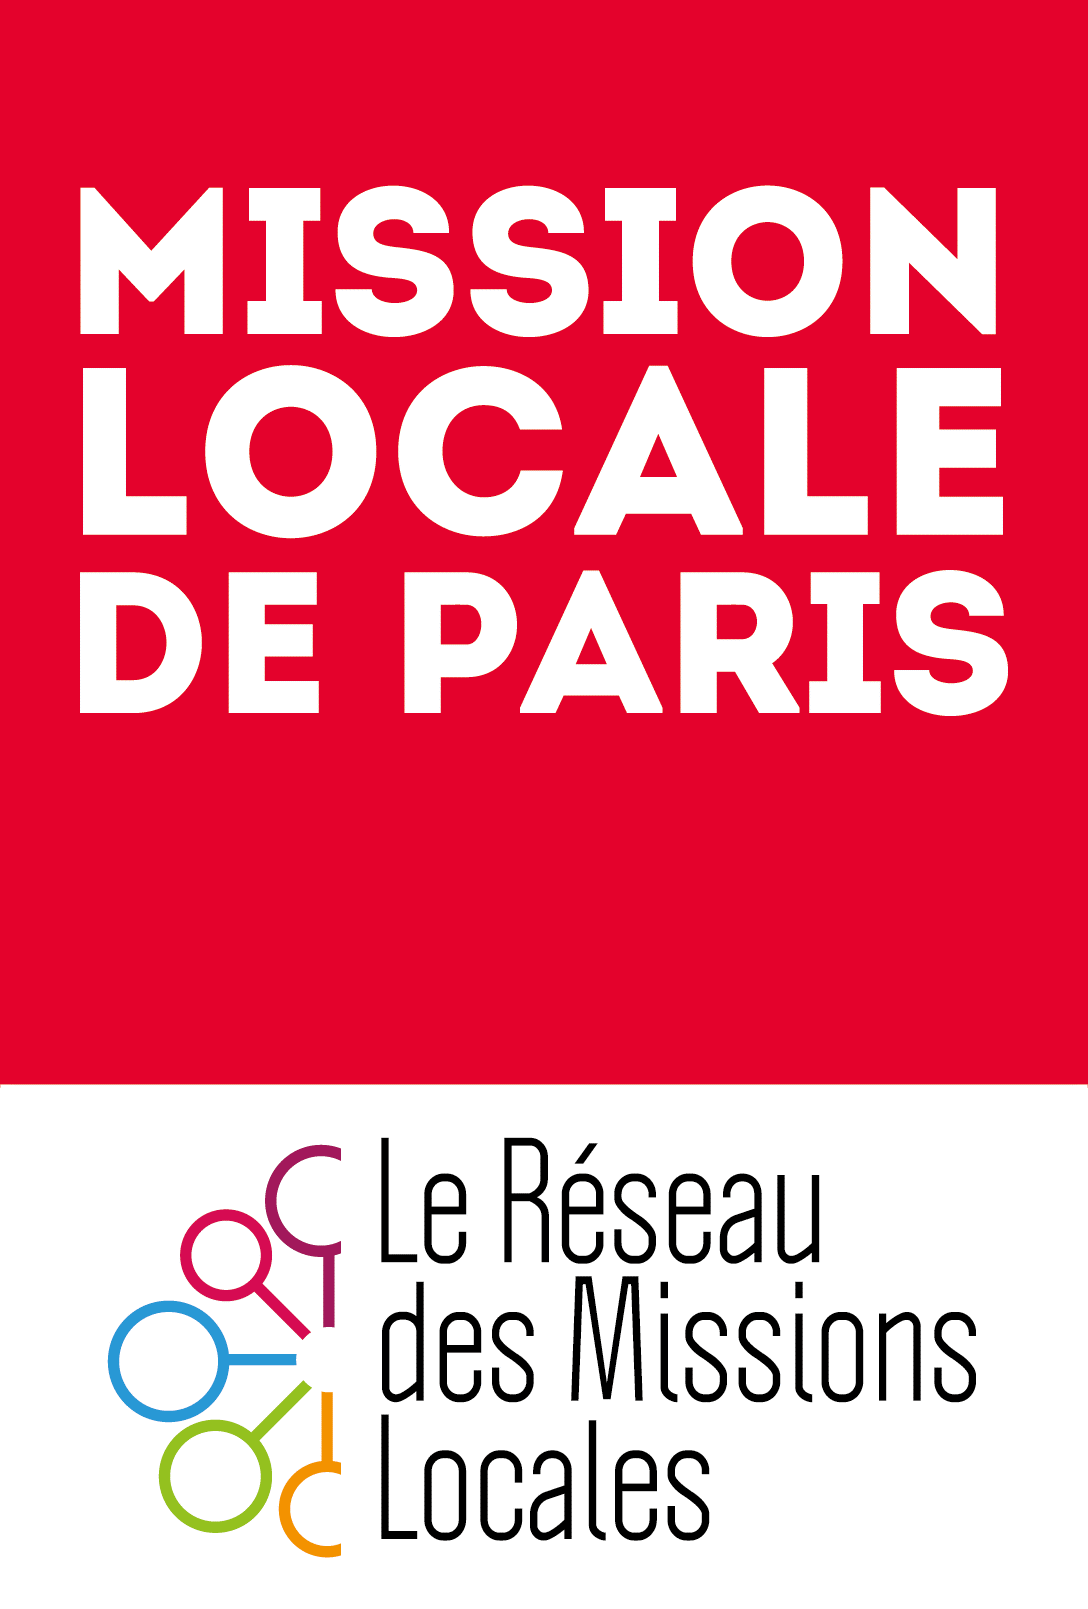 MISSION
LOCALE
DE PARIS
Le Réseau
des Missions
Locales